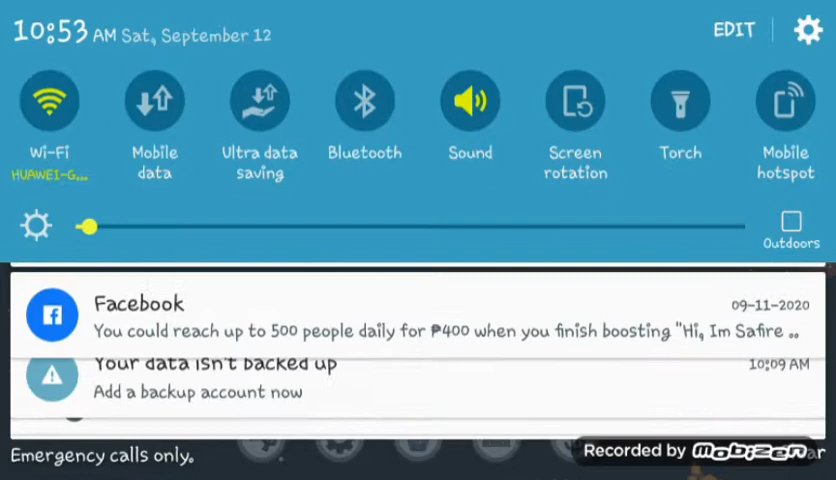 10:53 AM Sat, September 12
EDIT
Wi-Fi
HUAWEI-G...
Mobile
data
Ultra data
saving
Bluetooth
Sound
Screen
rotation
Torch
Mobile
hotspot
Outdoors
Facebook
09-11-2020
You could reach up to 500 people daily for ₱400 when you finish boosting "Hi, Im Safire ..
Your data isn't backed up
10:09 AM
Add a backup account now
Emergency calls only.
Recorded by mobizen